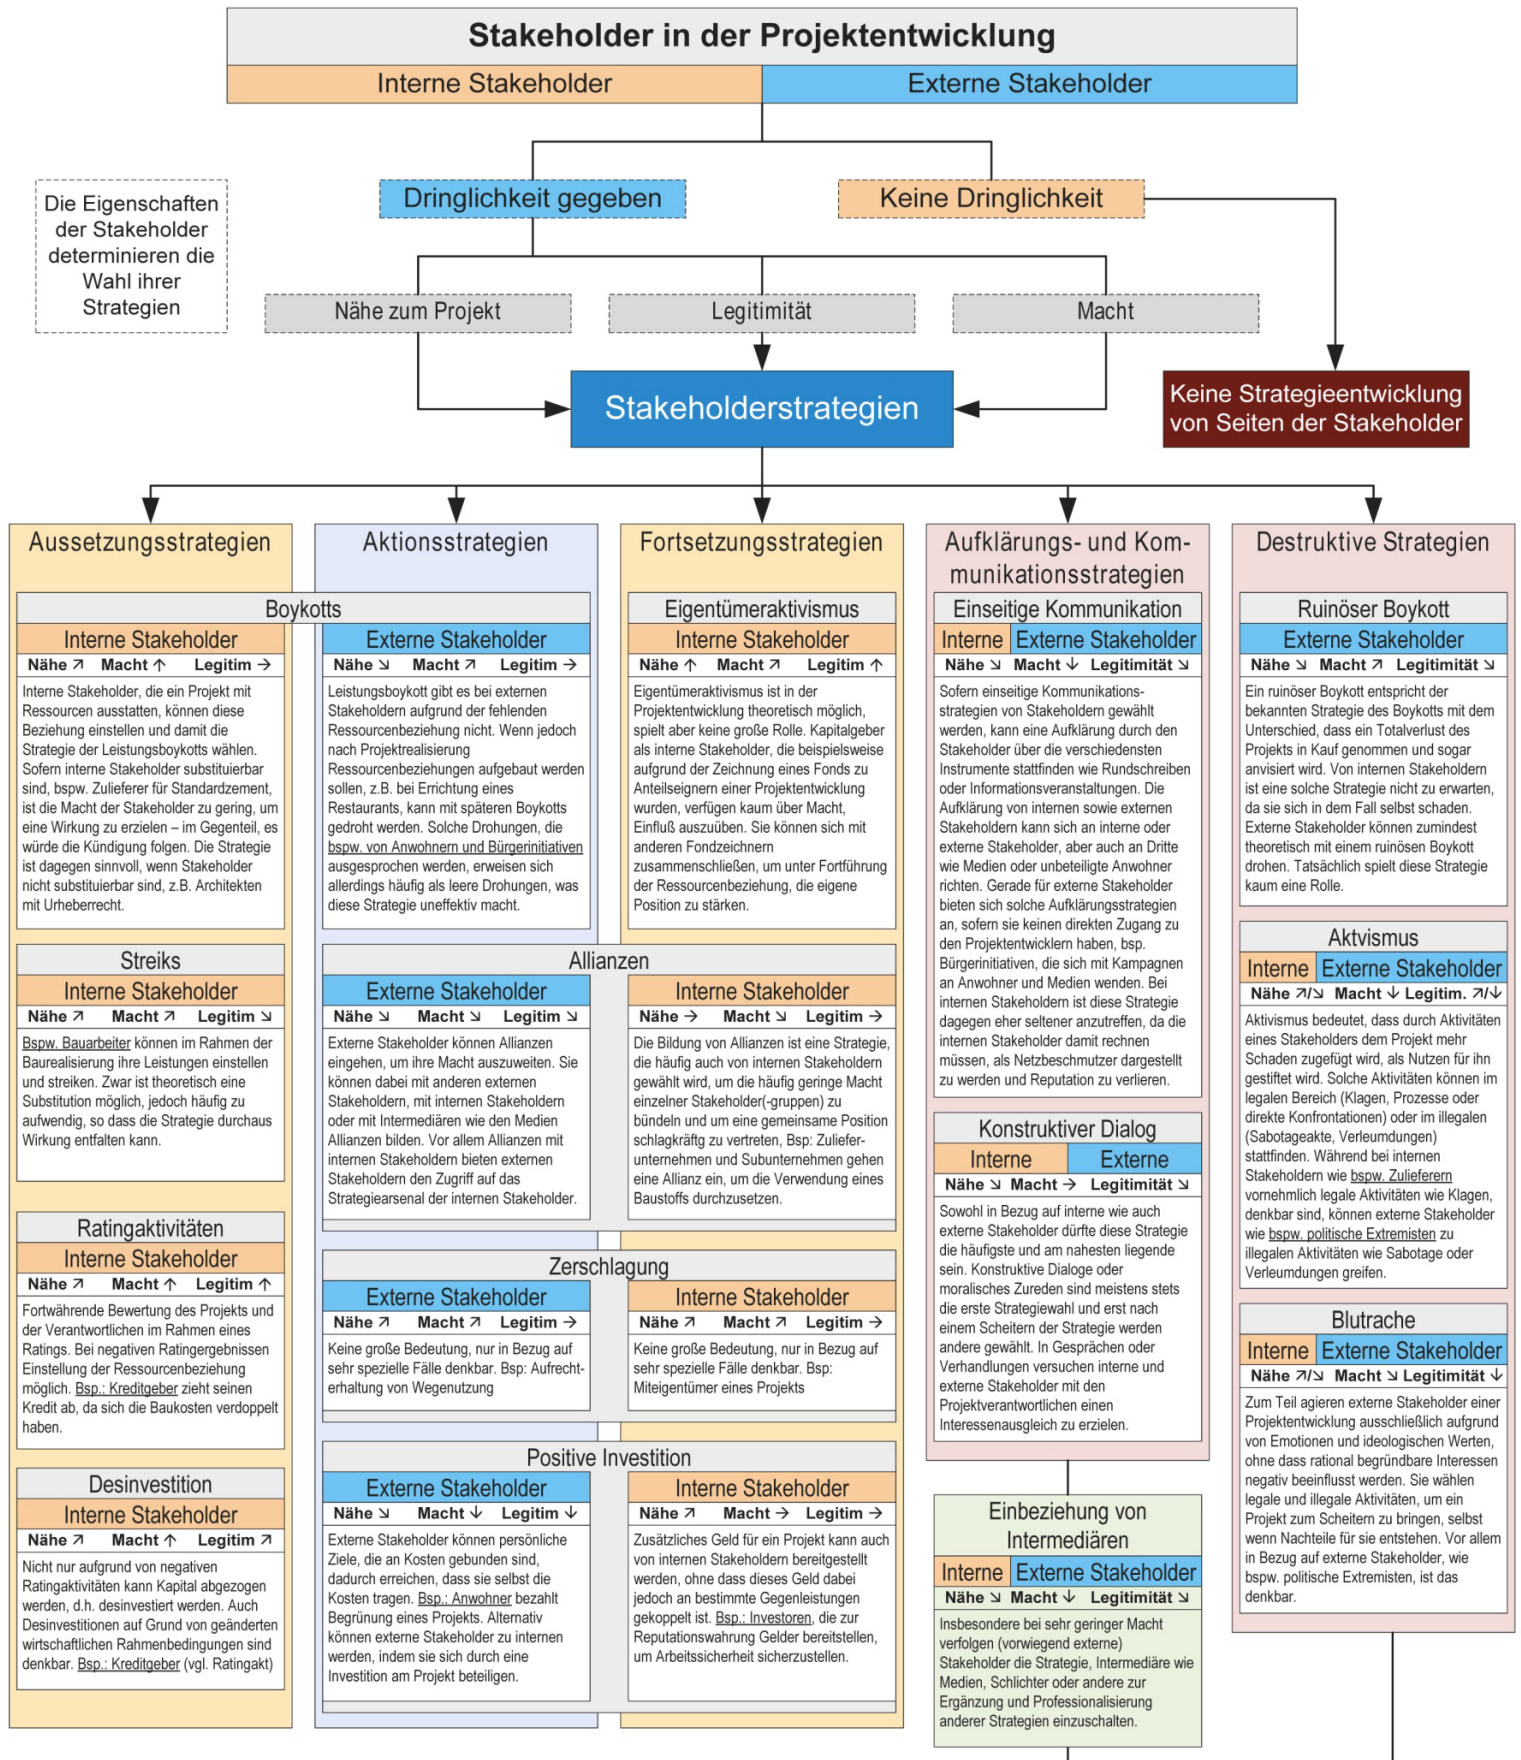 Stakeholder in der Projektentwicklung
Interne Stakeholder
Externe Stakeholder
Die Eigenschaften
der Stakeholder
determinieren die
Wahl ihrer
Strategien
Dringlichkeit gegeben
Keine Dringlichkeit
Nähe zum Projekt
Legitimität
Macht
Stakeholderstrategien
Keine Strategieentwicklung
von Seiten der Stakeholder
Aussetzungsstrategien
Aktionsstrategien
Fortsetzungsstrategien
Aufklärungs- und Kom-
munikationsstrategien
Destruktive Strategien
Boykotts
Interne Stakeholder
Nähe ↗ Macht ↑ Legitim →
Interne Stakeholder, die ein Projekt mit
Ressourcen ausstatten, können diese
Beziehung einstellen und damit die
Strategie der Leistungsboykotts wählen.
Sofern interne Stakeholder substituierbar
sind, bspw. Zulieferer für Standardzement,
ist die Macht der Stakeholder zu gering, um
eine Wirkung zu erzielen – im Gegenteil, es
würde die Kündigung folgen. Die Strategie
ist dagegen sinnvoll, wenn Stakeholder
nicht substituierbar sind, z.B. Architekten
mit Urheberrecht.
Externe Stakeholder
Nähe ↘ Macht ↗ Legitim →
Leistungsboykott gibt es bei externen
Stakeholdern aufgrund der fehlenden
Ressourcenbeziehung nicht. Wenn jedoch
nach Projektrealisierung
Ressourcenbeziehungen aufgebaut werden
sollen, z.B. bei Errichtung eines
Restaurants, kann mit späteren Boykotts
gedroht werden. Solche Drohungen, die
bspw. von Anwohnern und Bürgerinitiativen
ausgesprochen werden, erweisen sich
allerdings häufig als leere Drohungen, was
diese Strategie uneffektiv macht.
Eigentümeraktivismus
Interne Stakeholder
Nähe ↑ Macht ↗ Legitim ↑
Eigentümeraktivismus ist in der
Projektentwicklung theoretisch möglich,
spielt aber keine große Rolle. Kapitalgeber
als interne Stakeholder, die beispielsweise
aufgrund der Zeichnung eines Fonds zu
Anteilseignern einer Projektentwicklung
wurden, verfügen kaum über Macht,
Einfluß auszuüben. Sie können sich mit
anderen Fondzeichnern
zusammenschließen, um unter Fortführung
der Ressourcenbeziehung, die eigene
Position zu stärken.
Einseitige Kommunikation
Interne Externe Stakeholder
Nähe ↘ Macht ↓ Legitimität ↘
Sofern einseitige Kommunikations-
strategien von Stakeholdern gewählt
werden, kann eine Aufklärung durch den
Stakeholder über die verschiedensten
Instrumente stattfinden wie Rundschreiben
oder Informationsveranstaltungen. Die
Aufklärung von internen sowie externen
Stakeholdern kann sich an interne oder
externe Stakeholder, aber auch an Dritte
wie Medien oder unbeteiligte Anwohner
richten. Gerade für externe Stakeholder
bieten sich solche Aufklärungsstrategien
an, sofern sie keinen direkten Zugang zu
den Projektentwicklern haben, bsp.
Bürgerinitiativen, die sich mit Kampagnen
an Anwohner und Medien wenden. Bei
internen Stakeholdern ist diese Strategie
dagegen eher seltener anzutreffen, da die
internen Stakeholder damit rechnen
müssen, als Netzbeschmutzer dargestellt
zu werden und Reputation zu verlieren.
Ruinöser Boykott
Externe Stakeholder
Nähe ↘ Macht ↗ Legitimität ↘
Ein ruinöser Boykott entspricht der
bekannten Strategie des Boykotts mit dem
Unterschied, dass ein Totalverlust des
Projekts in Kauf genommen und sogar
anvisiert wird. Von internen Stakeholdern
ist eine solche Strategie nicht zu erwarten,
da sie sich in dem Fall selbst schaden.
Externe Stakeholder können zumindest
theoretisch mit einem ruinösen Boykott
drohen. Tatsächlich spielt diese Strategie
kaum eine Rolle.
Streiks
Interne Stakeholder
Nähe ↗ Macht ↗ Legitim ↘
Bspw. Bauarbeiter können im Rahmen der
Baurealisierung ihre Leistungen einstellen
und streiken. Zwar ist theoretisch eine
Substitution möglich, jedoch häufig zu
aufwendig, so dass die Strategie durchaus
Wirkung entfalten kann.
Allianzen
Externe Stakeholder
Nähe ↘ Macht ↘ Legitim ↘
Externe Stakeholder können Allianzen
eingehen, um ihre Macht auszuweiten. Sie
können dabei mit anderen externen
Stakeholdern, mit internen Stakeholdern
oder mit Intermediären wie den Medien
Allianzen bilden. Vor allem Allianzen mit
internen Stakeholdern bieten externen
Stakeholdern den Zugriff auf das
Strategiearsenal der internen Stakeholder.
Interne Stakeholder
Nähe → Macht ↘ Legitim →
Die Bildung von Allianzen ist eine Strategie,
die häufig auch von internen Stakeholdern
gewählt wird, um die häufig geringe Macht
einzelner Stakeholder(-gruppen) zu
bündeln und um eine gemeinsame Position
schlagkräftg zu vertreten, Bsp: Zuliefer-
unternehmen und Subunternehmen gehen
eine Allianz ein, um die Verwendung eines
Baustoffs durchzusetzen.
Aktvismus
Interne Externe Stakeholder
Nähe ↗/↘ Macht ↓ Legitim. ↗/↓
Aktivismus bedeutet, dass durch Aktivitäten
eines Stakeholders dem Projekt mehr
Schaden zugefügt wird, als Nutzen für ihn
gestiftet wird. Solche Aktivitäten können im
legalen Bereich (Klagen, Prozesse oder
direkte Konfrontationen) oder im illegalen
(Sabotageakte, Verleumdungen)
stattfinden. Während bei internen
Stakeholdern wie bspw. Zulieferern
vornehmlich legale Aktivitäten wie Klagen,
denkbar sind, können externe Stakeholder
wie bspw. politische Extremisten zu
illegalen Aktivitäten wie Sabotage oder
Verleumdungen greifen.
Konstruktiver Dialog
Interne Externe
Nähe ↘ Macht → Legitimität ↘
Sowohl in Bezug auf interne wie auch
externe Stakeholder dürfte diese Strategie
die häufigste und am nahesten liegende
sein. Konstruktive Dialoge oder
moralisches Zureden sind meistens stets
die erste Strategiewahl und erst nach
einem Scheitern der Strategie werden
andere gewählt. In Gesprächen oder
Verhandlungen versuchen interne und
externe Stakeholder mit den
Projektverantwortlichen einen
Interessenausgleich zu erzielen.
Ratingaktivitäten
Interne Stakeholder
Nähe ↗ Macht ↑ Legitim ↑
Fortwährende Bewertung des Projekts und
der Verantwortlichen im Rahmen eines
Ratings. Bei negativen Ratingergebnissen
Einstellung der Ressourcenbeziehung
möglich. Bsp.: Kreditgeber zieht seinen
Kredit ab, da sich die Baukosten verdoppelt
haben.
Zerschlagung
Externe Stakeholder
Nähe ↗ Macht ↗ Legitim →
Keine große Bedeutung, nur in Bezug auf
sehr spezielle Fälle denkbar. Bsp: Aufrecht-
erhaltung von Wegenutzung
Interne Stakeholder
Nähe ↗ Macht ↗ Legitim →
Keine große Bedeutung, nur in Bezug auf
sehr spezielle Fälle denkbar. Bsp:
Miteigentümer eines Projekts
Blutrache
Interne Externe Stakeholder
Nähe ↗/↘ Macht ↘ Legitimität ↓
Zum Teil agieren externe Stakeholder einer
Projektentwicklung ausschließlich aufgrund
von Emotionen und ideologischen Werten,
ohne dass rational begründbare Interessen
negativ beeinflusst werden. Sie wählen
legale und illegale Aktivitäten, um ein
Projekt zum Scheitern zu bringen, selbst
wenn Nachteile für sie entstehen. Vor allem
in Bezug auf externe Stakeholder, wie
bspw. politische Extremisten, ist das
denkbar.
Desinvestition
Interne Stakeholder
Nähe ↗ Macht ↑ Legitim ↗
Nicht nur aufgrund von negativen
Ratingaktivitäten kann Kapital abgezogen
werden, d.h. desinvestiert werden. Auch
Desinvestitionen auf Grund von geänderten
wirtschaftlichen Rahmenbedingungen sind
denkbar. Bsp.: Kreditgeber (vgl. Ratingakt)
Positive Investition
Externe Stakeholder
Nähe ↘ Macht ↓ Legitim ↓
Externe Stakeholder können persönliche
Ziele, die an Kosten gebunden sind,
dadurch erreichen, dass sie selbst die
Kosten tragen. Bsp.: Anwohner bezahlt
Begrünung eines Projekts. Alternativ
können externe Stakeholder zu internen
werden, indem sie sich durch eine
Investition am Projekt beteiligen.
Interne Stakeholder
Nähe ↗ Macht → Legitim →
Zusätzliches Geld für ein Projekt kann auch
von internen Stakeholdern bereitgestellt
werden, ohne dass dieses Geld dabei
jedoch an bestimmte Gegenleistungen
gekoppelt ist. Bsp.: Investoren, die zur
Reputationswahrung Gelder bereitstellen,
um Arbeitssicherheit sicherzustellen.
Einbeziehung von
Intermediären
Interne Externe Stakeholder
Nähe ↘ Macht ↓ Legitimität ↘
Insbesondere bei sehr geringer Macht
verfolgen (vorwiegend externe)
Stakeholder die Strategie, Intermediäre wie
Medien, Schlichter oder andere zur
Ergänzung und Professionalisierung
anderer Strategien einzuschalten.